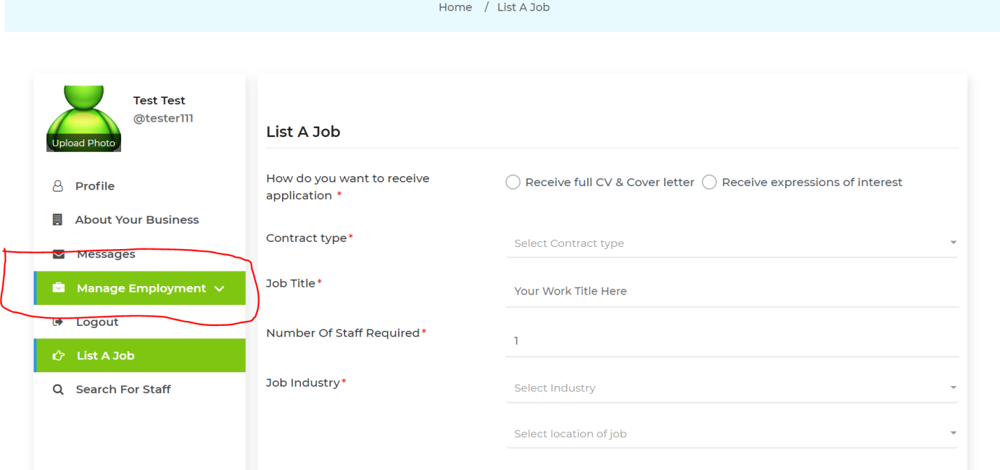 Home / List A Job
Test Test
@tester111
Upload Photo
Profile
About Your Business
Messages
Manage Employment
Logout
List A Job
Search For Staff
List A Job
How do you want to receive
application *
Receive full CV & Cover letter
Receive expressions of interest
Contract type*
Select Contract type
Job Title*
Your Work Title Here
Number Of Staff Required*
1
Job Industry*
Select Industry
Select location of job